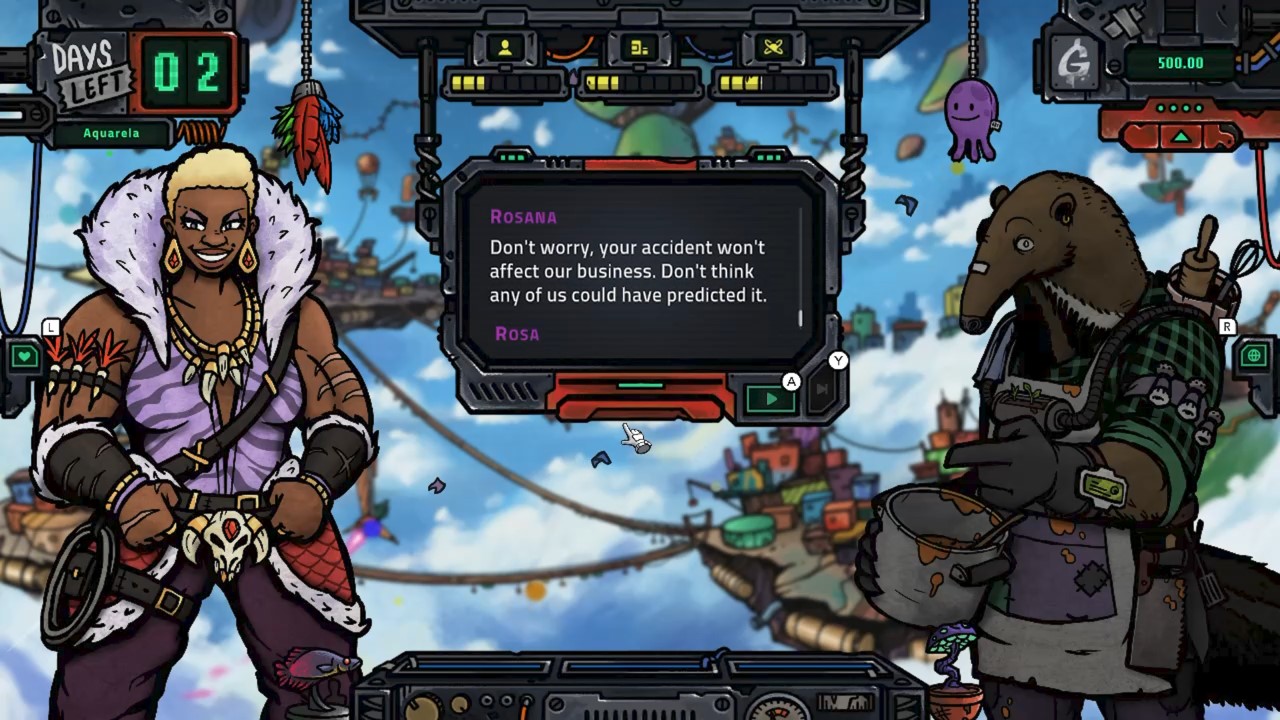 DAYS
LEFT
02
Aquarela
500.00
Rosana
Don't worry, your accident won't
affect our business. Don't think
any of us could have predicted it.
Rosa
L
R
Y
A